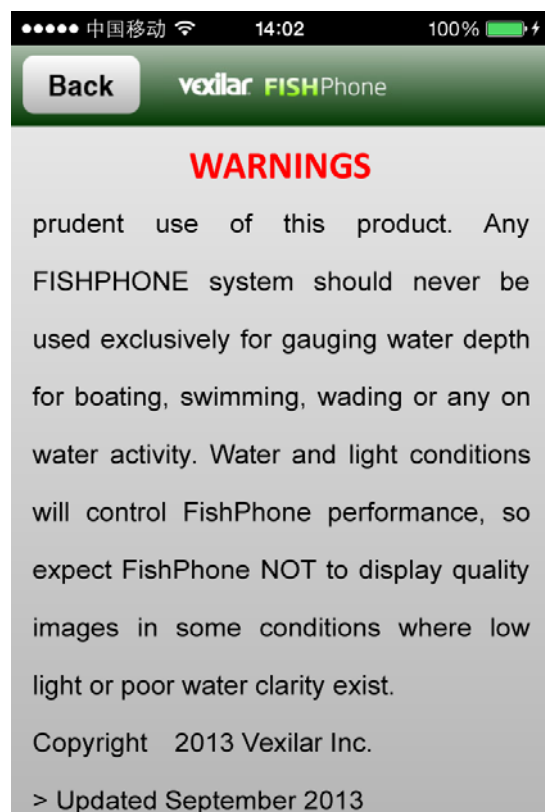 中国移动 14:02 100%
Back vexilar FISHPhone
WARNINGS
prudent use of this product. Any
FISHPHONE system should never be
used exclusively for gauging water depth
for boating, swimming, wading or any on
water activity. Water and light conditions
will control FishPhone performance, so
expect FishPhone NOT to display quality
images in some conditions where low
light or poor water clarity exist.
Copyright 2013 Vexilar Inc.
> Updated September 2013